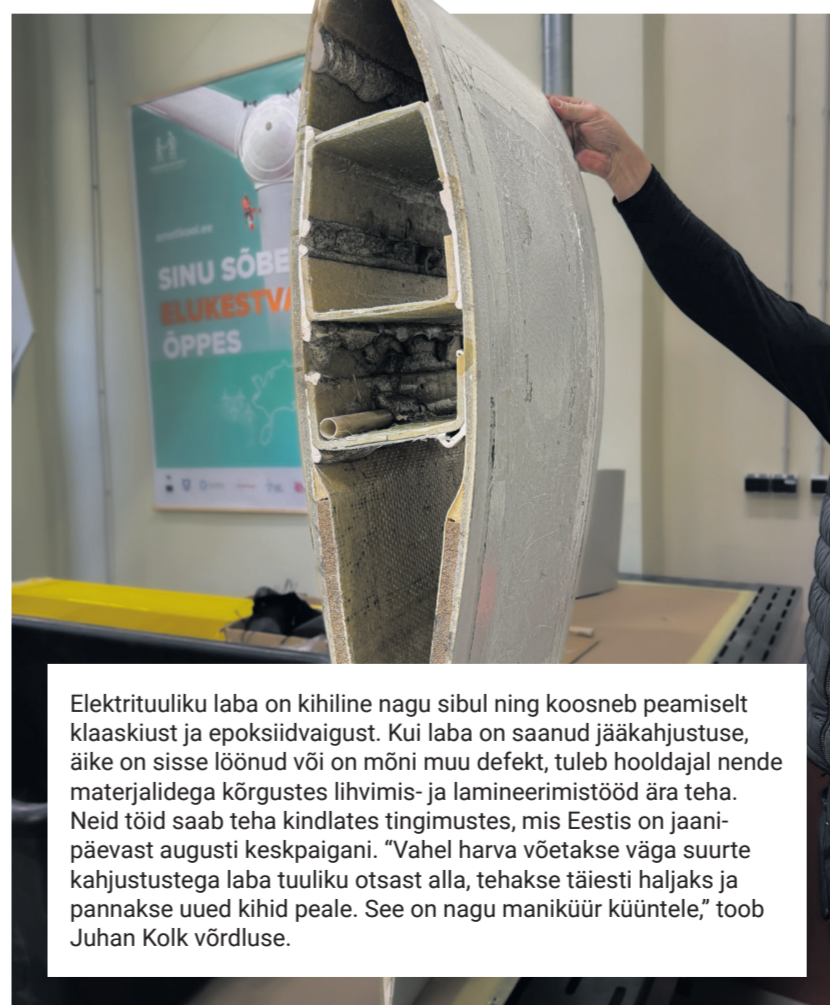 SINU SÕBE
ELUKESTVA
ÕPPES
Elektrituuliku laba on kihiline nagu sibul ning koosneb peamiselt
klaaskiust ja epoksiidvaigust. Kui laba on saanud jääkahjustuse,
äike on sisse löönud või on mõni muu defekt, tuleb hooldajal nende
materjalidega kõrgustes lihvimis- ja lamineerimistööd ära teha.
Neid töid saab teha kindlates tingimustes, mis Eestis on jaani-
päevast augusti keskpaigani. “Vahel harva võetakse väga suurte
kahjustustega laba tuuliku otsast alla, tehakse täiesti haljaks ja
pannakse uued kihid peale. See on nagu maniküür küüntele,” toob
Juhan Kolk võrdluse.